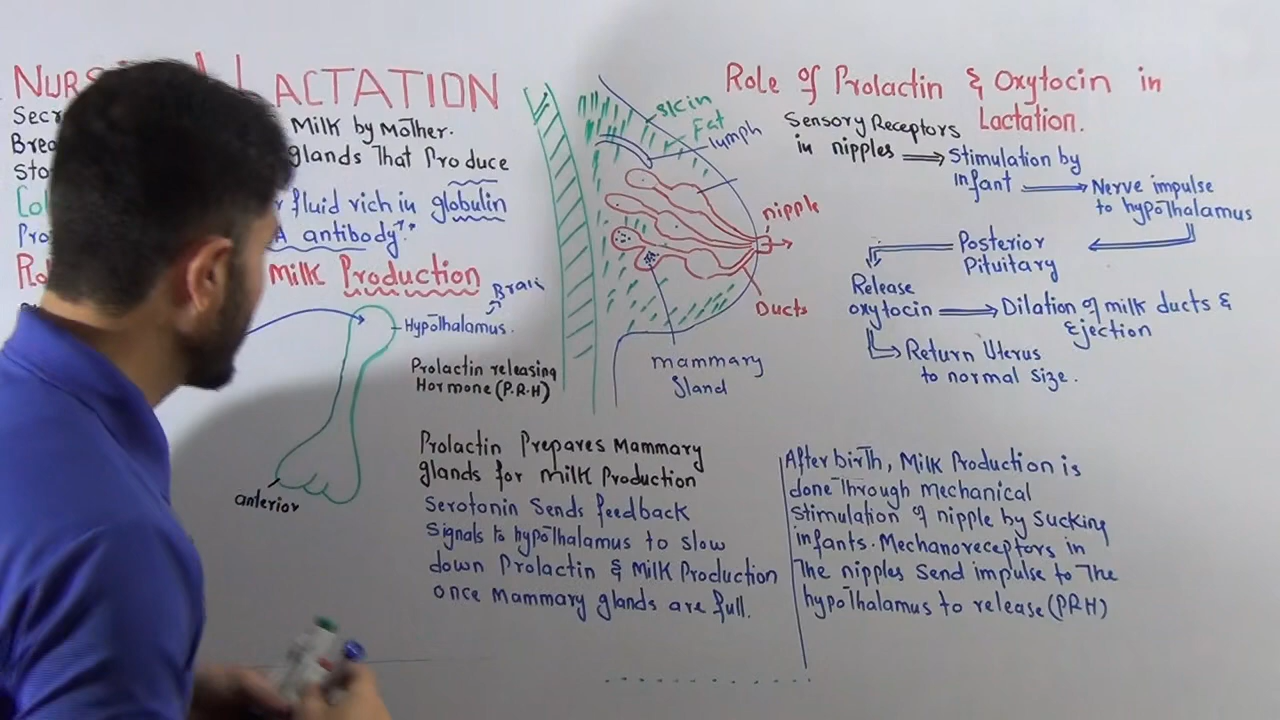 NURS LACTATION
Secr Milk by Mother.
Brea glands That Produce
Sto
Col fluid rich in globulin
Pro A antibody".
Rol Milk Production
Brain
Hypothalamus.
Prolactin releasing
Hormone (P.R.H)
anterior
Skin
Fat
lymph
nipple
Ducts
mammary
gland
Role of Prolactin & Oxytocin in
Lactation.
Sensory Receptors
in nipples ⟹ Stimulation by
infant ⟹ Nerve impulse
to hypothalamus
Posterior
Pituitary
Release
oxytocin ⟹ Dilation of milk ducts &
Ejection
Return Uterus
to normal size.
Prolactin Prepares Mammary
glands for milk Production
Serotonin Sends feedback
Signals to hypothalamus to slow
down Prolactin & Milk Production
once mammary glands are full.
After birth, Milk Production is
done Through Mechanical
Stimulation of nipple by Sucking
infants. Mechanoreceptors in
The nipples Send impulse to The
hypothalamus to release (PRH)